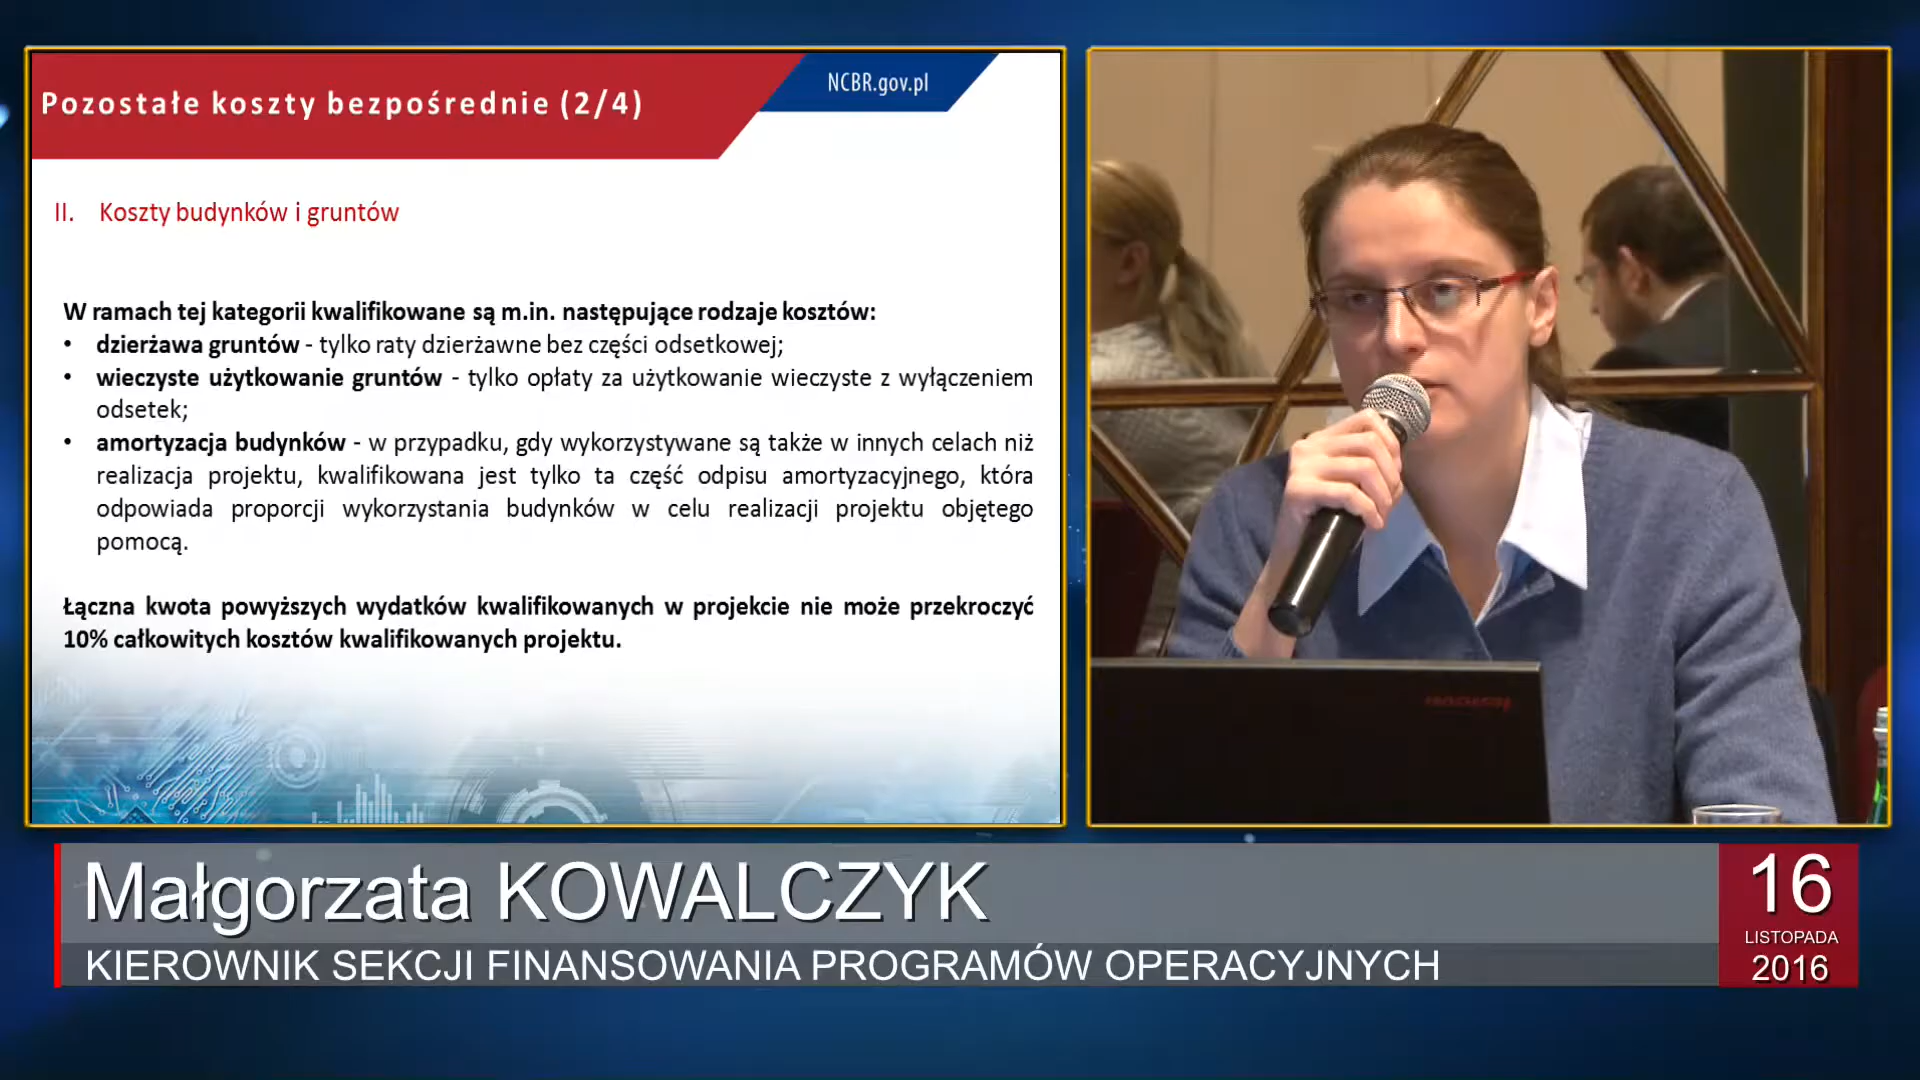 Pozostałe koszty bezpośrednie (2/4)
NCBR.gov.pl
II. Koszty budynków i gruntów
W ramach tej kategorii kwalifikowane są m.in. następujące rodzaje kosztów:
• dzierżawa gruntów - tylko raty dzierżawne bez części odsetkowej;
• wieczyste użytkowanie gruntów - tylko opłaty za użytkowanie wieczyste z wyłączeniem
odsetek;
• amortyzacja budynków - w przypadku, gdy wykorzystywane są także w innych celach niż
realizacja projektu, kwalifikowana jest tylko ta część odpisu amortyzacyjnego, która
odpowiada proporcji wykorzystania budynków w celu realizacji projektu objętego
pomocą.
Łączna kwota powyższych wydatków kwalifikowanych w projekcie nie może przekroczyć
10% całkowitych kosztów kwalifikowanych projektu.
Małgorzata KOWALCZYK
KIEROWNIK SEKCJI FINANSOWANIA PROGRAMÓW OPERACYJNYCH
16
LISTOPADA
2016